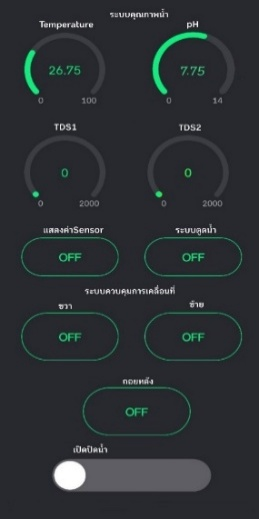 ระบบคุณภาพน้ำ
Temperature pH
26.75 7.75
0 100 0 14
TDS1 TDS2
0 0
0 2000 0 2000
แสดงค่าSensor ระบบดูดน้ำ
OFF OFF
ระบบควบคุมการเคลื่อนที่
ขวา ซ้าย
OFF OFF
ถอยหลัง
OFF
เปิดปิดน้ำ